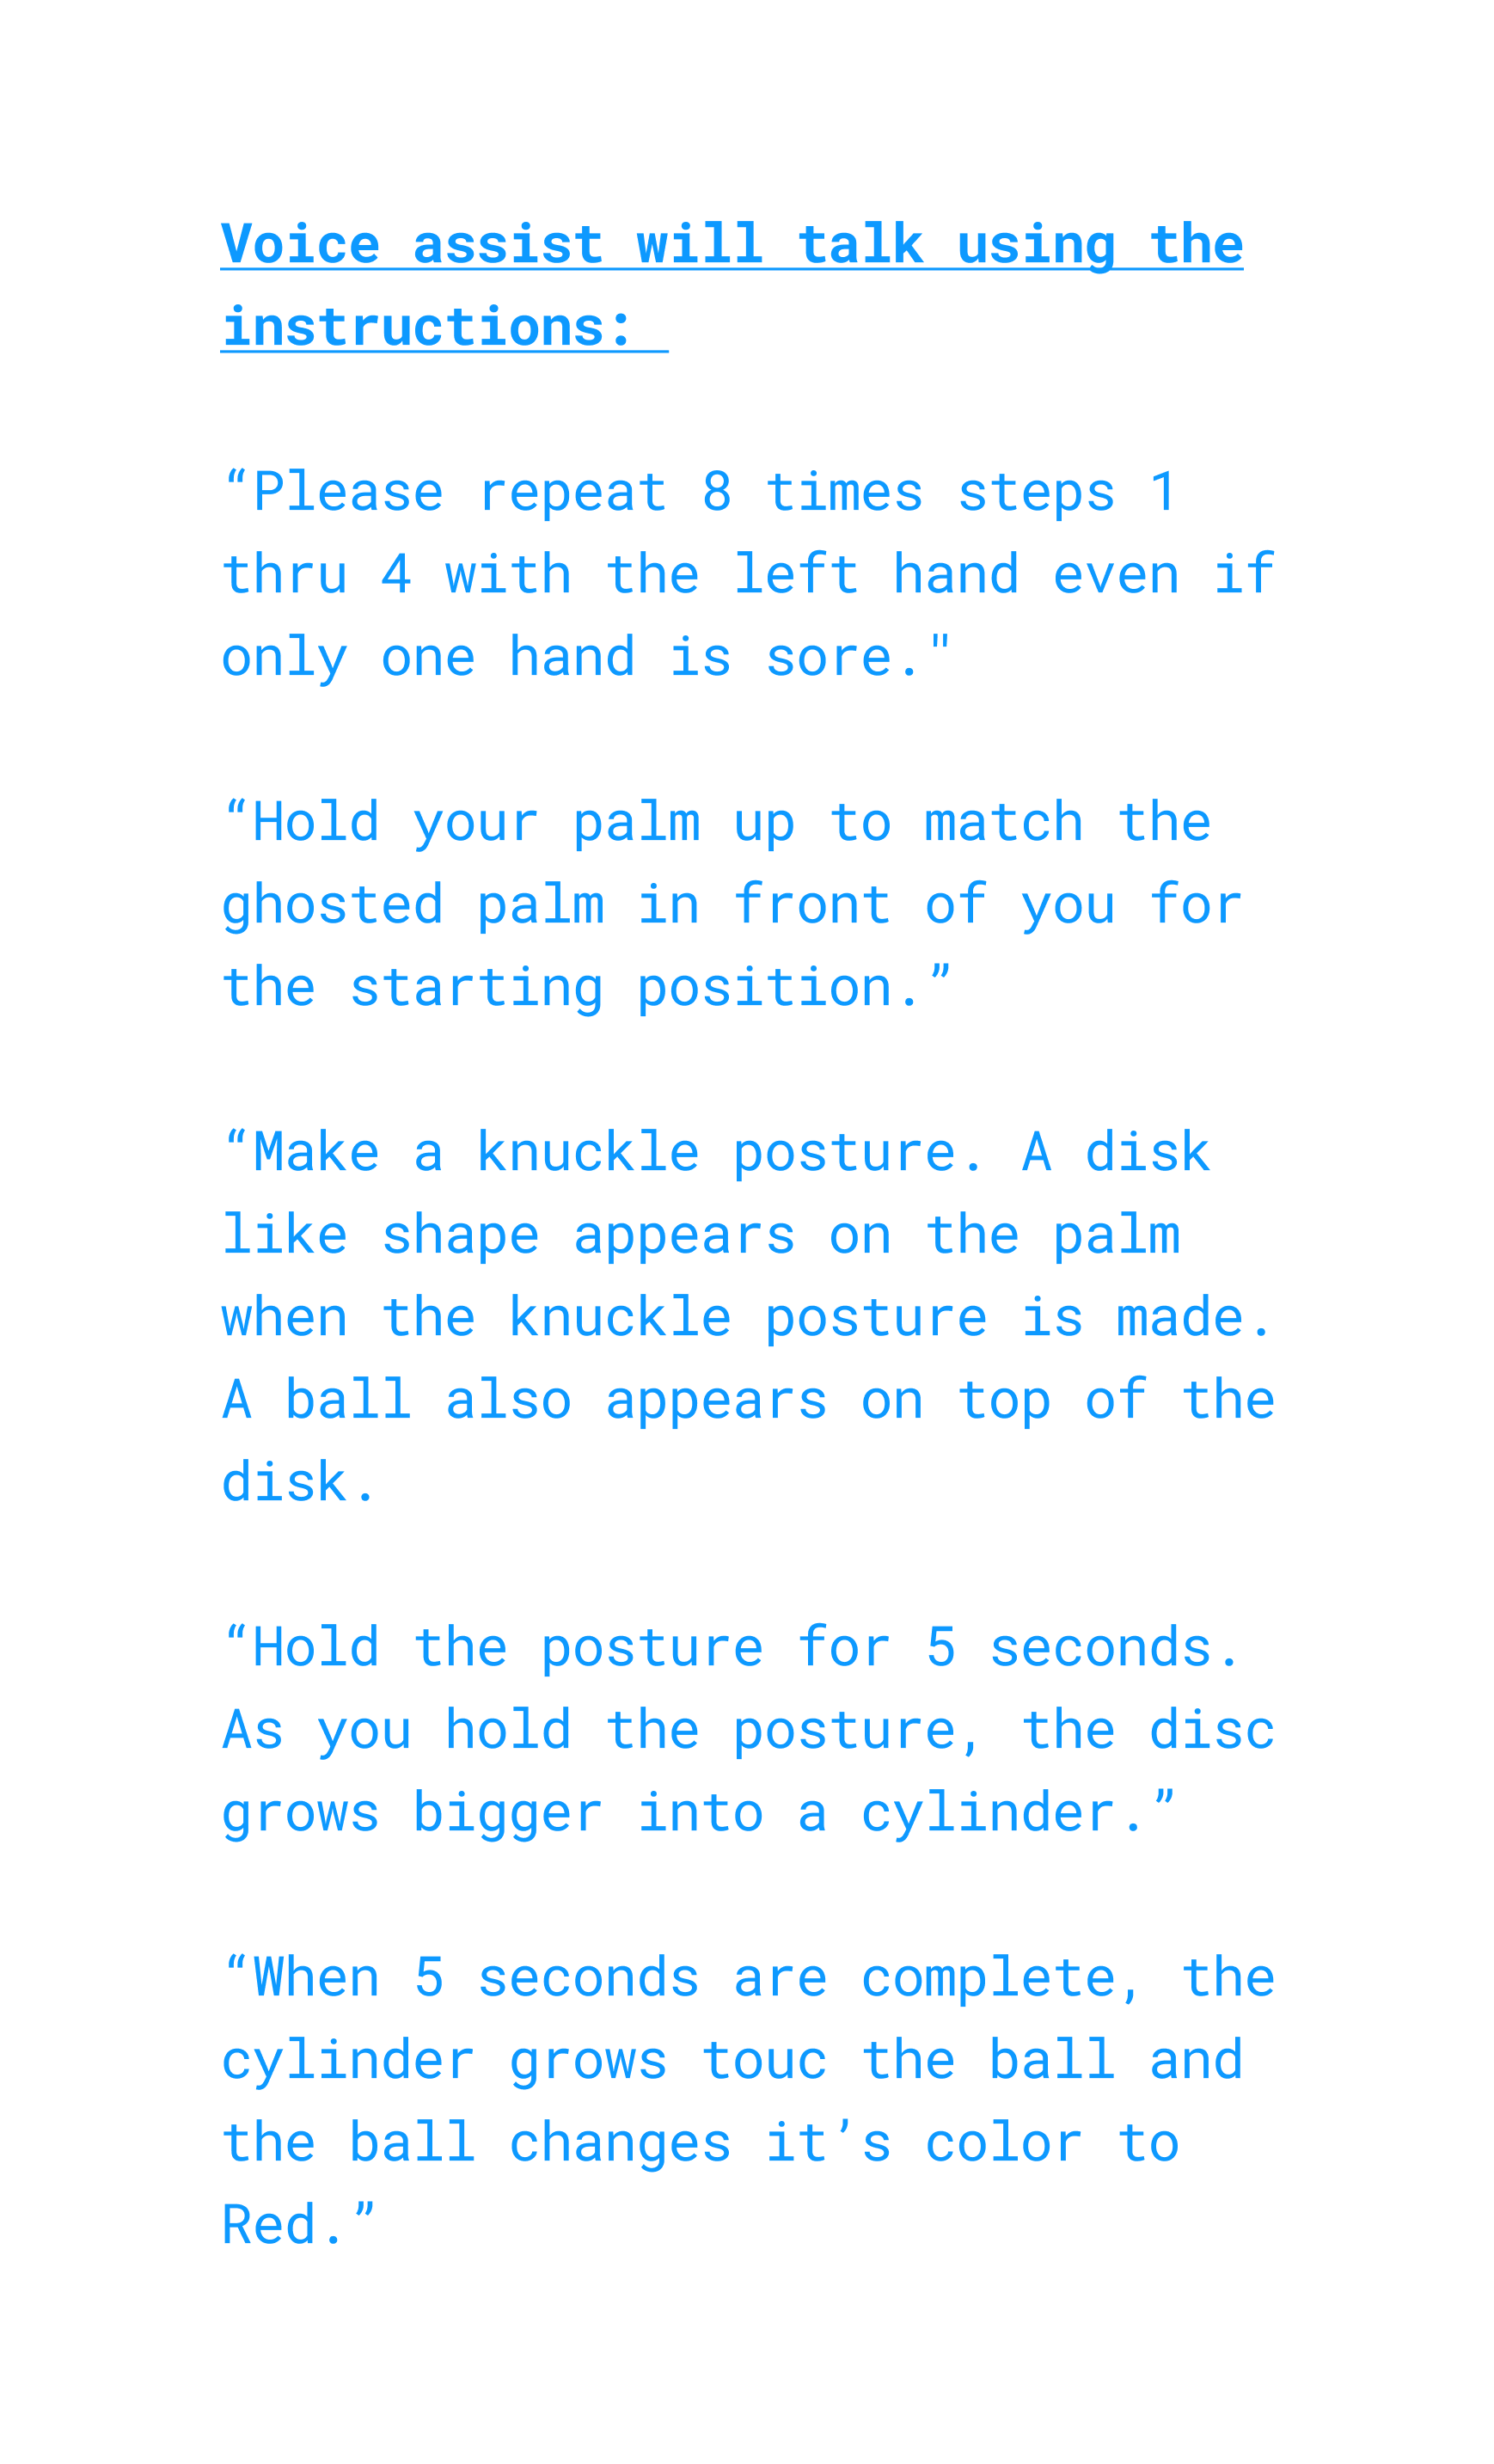 Voice assist will talk using the
instructions:
“Please repeat 8 times steps 1
thru 4 with the left hand even if
only one hand is sore."
“Hold your palm up to match the
ghosted palm in front of you for
the starting position.”
“Make a knuckle posture. A disk
like shape appears on the palm
when the knuckle posture is made.
A ball also appears on top of the
disk.
“Hold the posture for 5 seconds.
As you hold the posture, the disc
grows bigger into a cylinder.”
“When 5 seconds are complete, the
cylinder grows touc the ball and
the ball changes it’s color to
Red.”